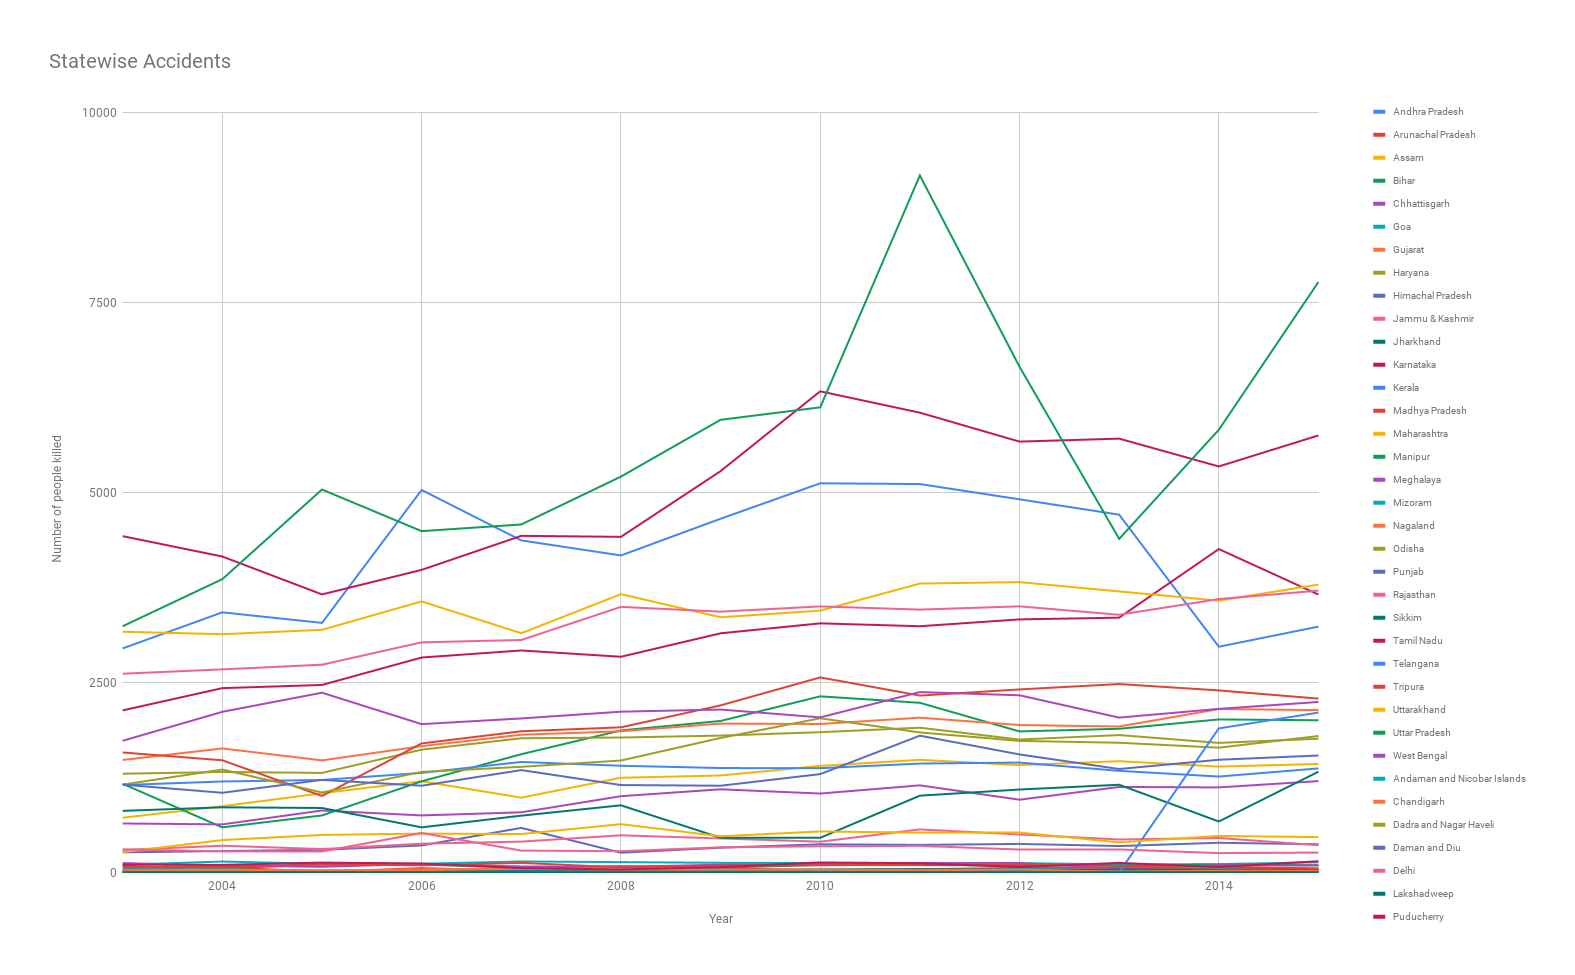 Statewise Accidents
10000
7500
5000
2500
0
Number of people killed
2004
2006
2008
2010
2012
2014
Year
Andhra Pradesh
Arunachal Pradesh
Assam
Bihar
Chhattisgarh
Goa
Gujarat
Haryana
Himachal Pradesh
Jammu & Kashmir
Jharkhand
Karnataka
Kerala
Madhya Pradesh
Maharashtra
Manipur
Meghalaya
Mizoram
Nagaland
Odisha
Punjab
Rajasthan
Sikkim
Tamil Nadu
Telangana
Tripura
Uttarakhand
Uttar Pradesh
West Bengal
Andaman and Nicobar Islands
Chandigarh
Dadra and Nagar Haveli
Daman and Diu
Delhi
Lakshadweep
Puducherry